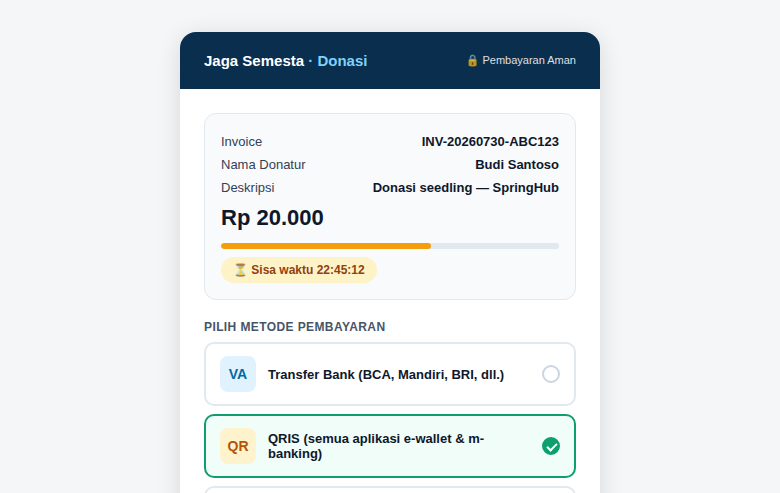 Jaga Semesta · Donasi
🔒 Pembayaran Aman
Invoice INV-20260730-ABC123
Nama Donatur Budi Santoso
Deskripsi Donasi seedling — SpringHub
Rp 20.000
⏳ Sisa waktu 22:45:12
PILIH METODE PEMBAYARAN
VA Transfer Bank (BCA, Mandiri, BRI, dll.)
QR QRIS (semua aplikasi e-wallet & m-
banking)